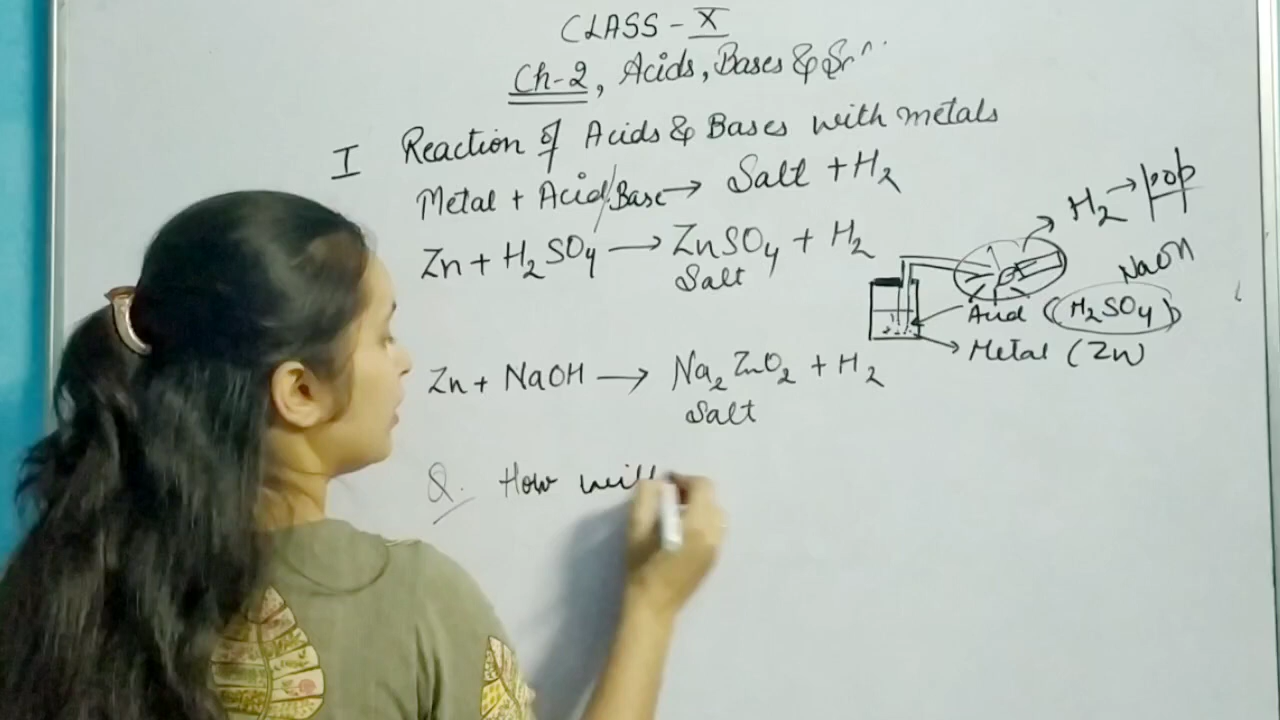 CLASS - X
Ch-2, Acids, Bases &
I Reaction of Acids & Bases with metals
Metal + Acid/Base → Salt + H₂
Zn + H₂SO₄ → ZnSO₄ + H₂
Salt
H₂ → pop
NaOH
Acid (H₂SO₄)
Metal (Zn)
Zn + NaOH → Na₂ZnO₂ + H₂
Salt
Q. How will